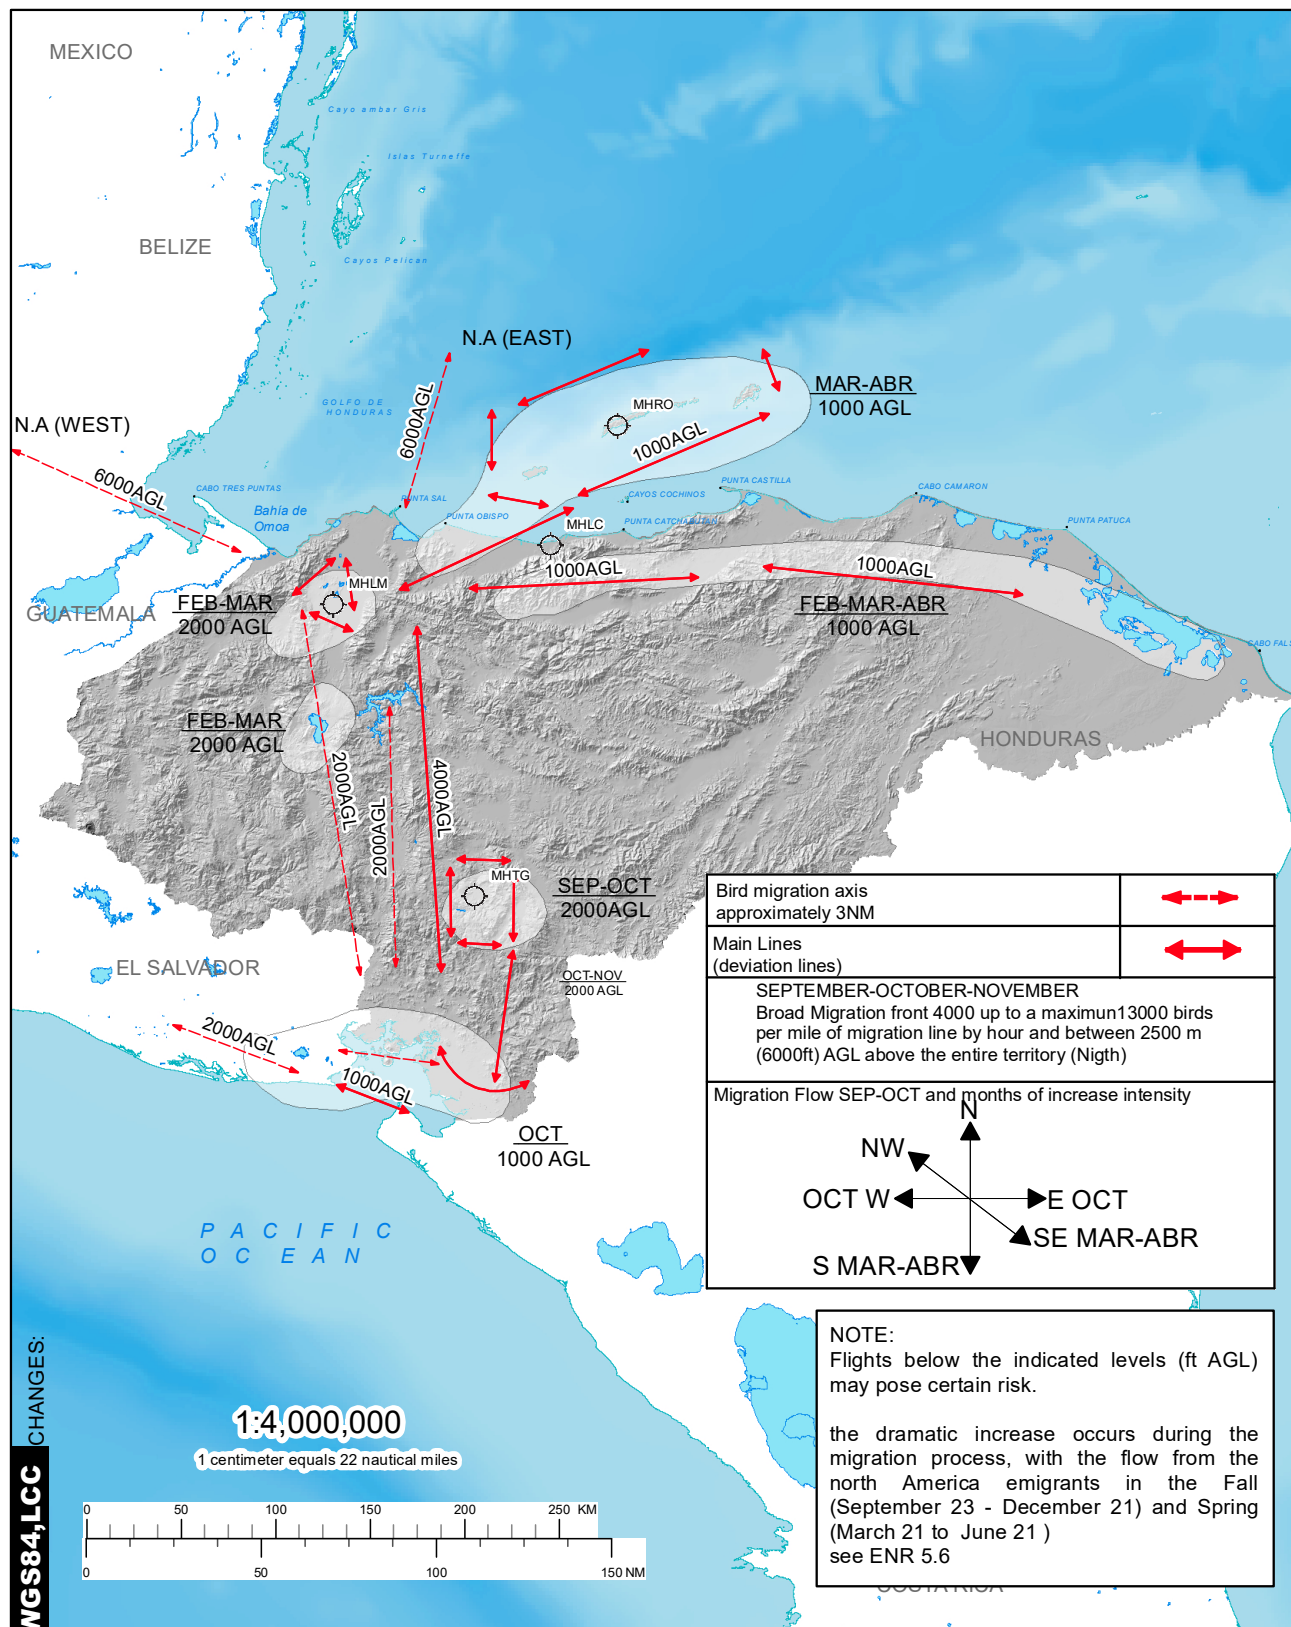 MEXICO
Cayo ambar Gris
Islas Turneffe
BELIZE
Cayos Pelican
N.A (EAST)
GOLFO DE
HONDURAS
6000AGL
MHRO
MAR-ABR
1000 AGL
1000AGL
N.A (WEST)
6000AGL
CABO TRES PUNTAS
Bahía de
Omoa
PUNTA SAL
PUNTA OBISPO
CAYOS COCHINOS
PUNTA CASTILLA
CABO CAMARON
PUNTA PATUCA
MHLC
1000AGL
1000AGL
MHLM
GUATEMALA
FEB-MAR
2000 AGL
FEB-MAR-ABR
1000 AGL
FEB-MAR
2000 AGL
HONDURAS
2000AGL
2000AGL
4000AGL
MHTG
SEP-OCT
2000AGL
EL SALVADOR
OCT-NOV
2000 AGL
2000AGL
1000AGL
OCT
1000 AGL
Bird migration axis
approximately 3NM
Main Lines
(deviation lines)
SEPTEMBER-OCTOBER-NOVEMBER
Broad Migration front 4000 up to a maximun13000 birds
per mile of migration line by hour and between 2500 m
(6000ft) AGL above the entire territory (Nigth)
Migration Flow SEP-OCT and months of increase intensity
N
NW
OCT W
E OCT
SE MAR-ABR
S MAR-ABR
PACIFIC
OCEAN
NOTE:
Flights below the indicated levels (ft AGL)
may pose certain risk.
the dramatic increase occurs during the
migration process, with the flow from the
north America emigrants in the Fall
(September 23 - December 21) and Spring
(March 21 to June 21 )
see ENR 5.6
CHANGES:
WGS84,LCC
1:4,000,000
1 centimeter equals 22 nautical miles
0 50 100 150 200 250 KM
0 50 100 150 NM